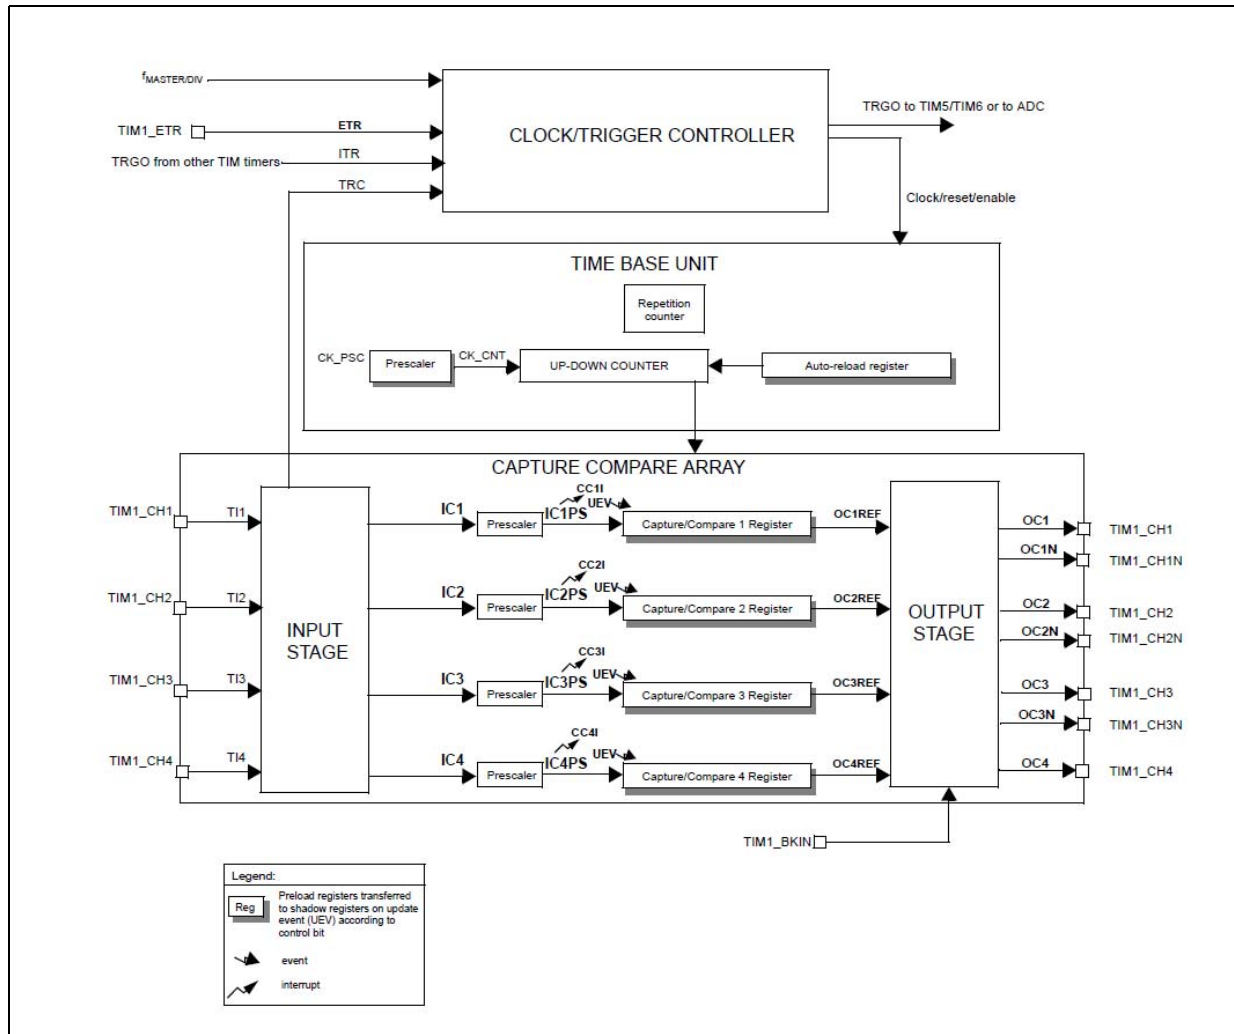 fMASTER/DIV
TIM1_ETR
ETR
TRGO from other TIM timers
ITR
TRC
CLOCK/TRIGGER CONTROLLER
TRGO to TIM5/TIM6 or to ADC
Clock/reset/enable
TIME BASE UNIT
Repetition
counter
CK_PSC
Prescaler
CK_CNT
UP-DOWN COUNTER
Auto-reload register
CAPTURE COMPARE ARRAY
TIM1_CH1
TI1
IC1
Prescaler
IC1PS
CC1I
UEV
Capture/Compare 1 Register
OC1REF
OC1
TIM1_CH1
OC1N
TIM1_CH1N
TIM1_CH2
TI2
IC2
Prescaler
IC2PS
CC2I
UEV
Capture/Compare 2 Register
OC2REF
OC2
TIM1_CH2
OC2N
TIM1_CH2N
INPUT
STAGE
OUTPUT
STAGE
TIM1_CH3
TI3
IC3
Prescaler
IC3PS
CC3I
UEV
Capture/Compare 3 Register
OC3REF
OC3
TIM1_CH3
OC3N
TIM1_CH3N
TIM1_CH4
TI4
IC4
Prescaler
IC4PS
CC4I
UEV
Capture/Compare 4 Register
OC4REF
OC4
TIM1_CH4
TIM1_BKIN
Legend:
Reg
Preload registers transferred
to shadow registers on update
event (UEV) according to
control bit
event
interrupt